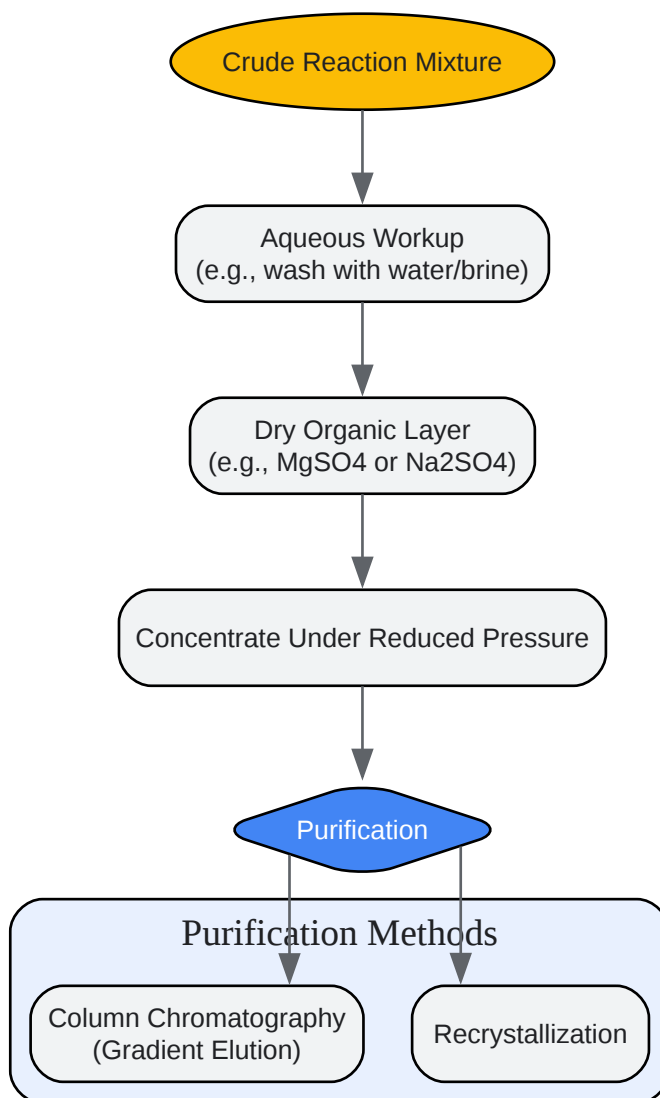 Crude Reaction Mixture
Aqueous Workup
(e.g., wash with water/brine)
Dry Organic Layer
(e.g., MgSO4 or Na2SO4)
Concentrate Under Reduced Pressure
Purification
Purification Methods
Column Chromatography
(Gradient Elution)
Recrystallization